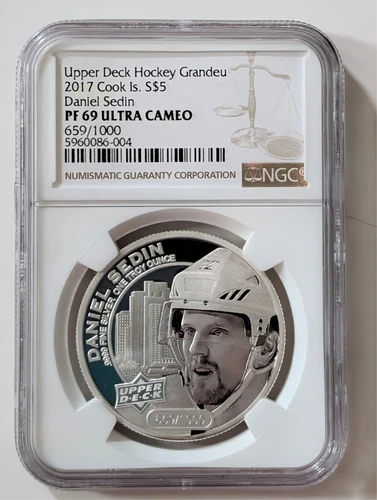 Upper Deck Hockey Grandeu
2017 Cook Is. S$5
Daniel Sedin
PF 69 ULTRA CAMEO
659/1000
5960086-004
NUMISMATIC GUARANTY CORPORATION
NGC
DANIEL SEDIN
.9999 FINE SILVER ONE TROY OUNCE
UPPER
D·E·C·K